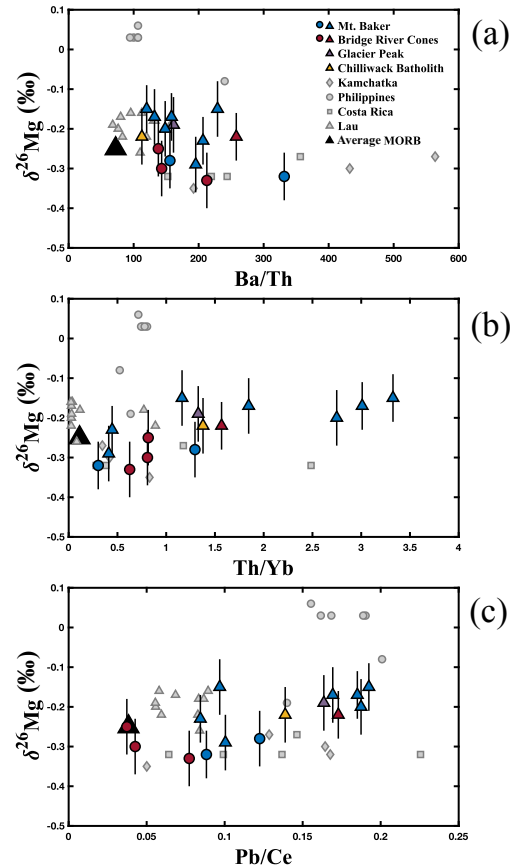 0.1
0
-0.1
-0.2
-0.3
-0.4
-0.5
δ26Mg (‰)
(a)
Mt. Baker
Bridge River Cones
Glacier Peak
Chilliwack Batholith
Kamchatka
Philippines
Costa Rica
Lau
Average MORB
0 100 200 300 400 500 600
Ba/Th
0.1
0
-0.1
-0.2
-0.3
-0.4
-0.5
δ26Mg (‰)
(b)
0 0.5 1 1.5 2 2.5 3 3.5 4
Th/Yb
0.1
0
-0.1
-0.2
-0.3
-0.4
-0.5
δ26Mg (‰)
(c)
0 0.05 0.1 0.15 0.2 0.25
Pb/Ce